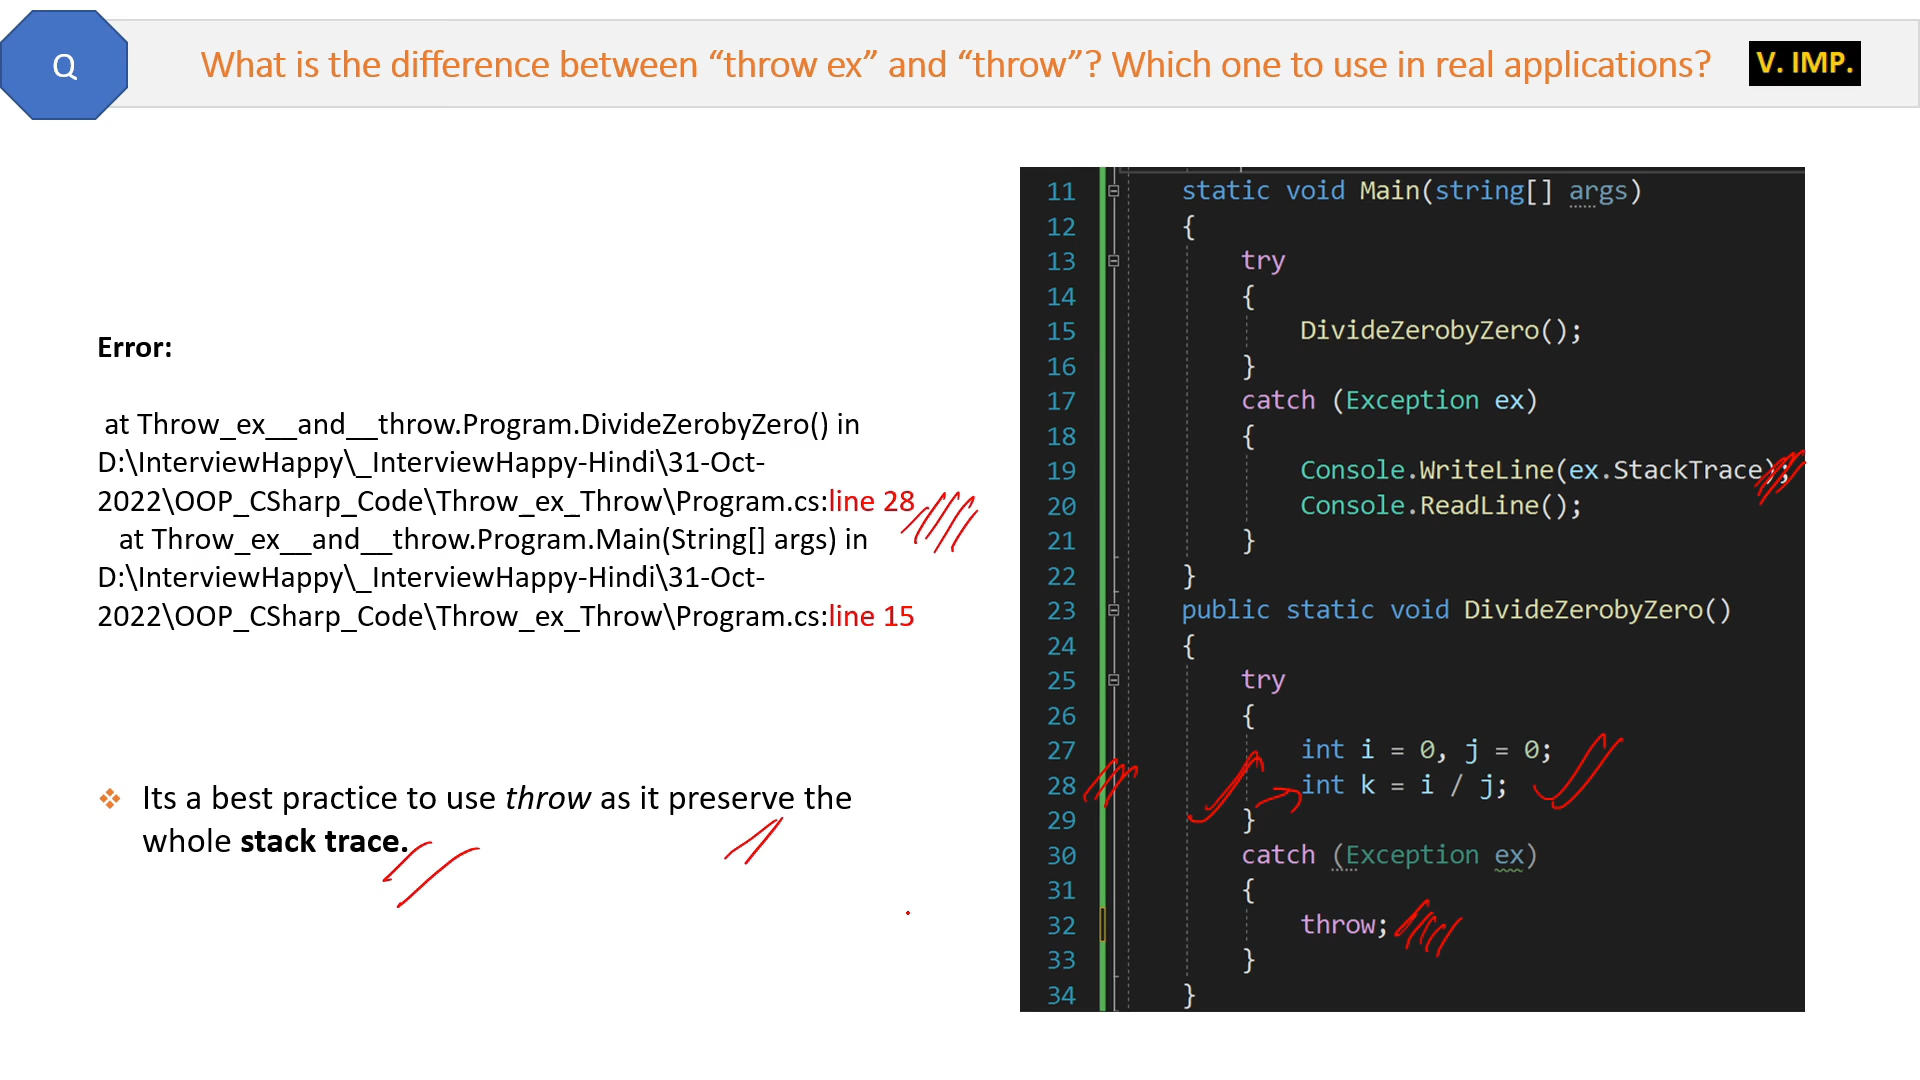 Q
What is the difference between “throw ex” and “throw”? Which one to use in real applications?
V. IMP.
Error:
at Throw_ex__and__throw.Program.DivideZerobyZero() in
D:\InterviewHappy\_InterviewHappy-Hindi\31-Oct-
2022\OOP_CSharp_Code\Throw_ex_Throw\Program.cs:line 28
at Throw_ex__and__throw.Program.Main(String[] args) in
D:\InterviewHappy\_InterviewHappy-Hindi\31-Oct-
2022\OOP_CSharp_Code\Throw_ex_Throw\Program.cs:line 15
❖ Its a best practice to use throw as it preserve the
whole stack trace.
11 static void Main(string[] args)
12 {
13 try
14 {
15 DivideZerobyZero();
16 }
17 catch (Exception ex)
18 {
19 Console.WriteLine(ex.StackTrace);
20 Console.ReadLine();
21 }
22 }
23 public static void DivideZerobyZero()
24 {
25 try
26 {
27 int i = 0, j = 0;
28 int k = i / j;
29 }
30 catch (Exception ex)
31 {
32 throw;
33 }
34 }